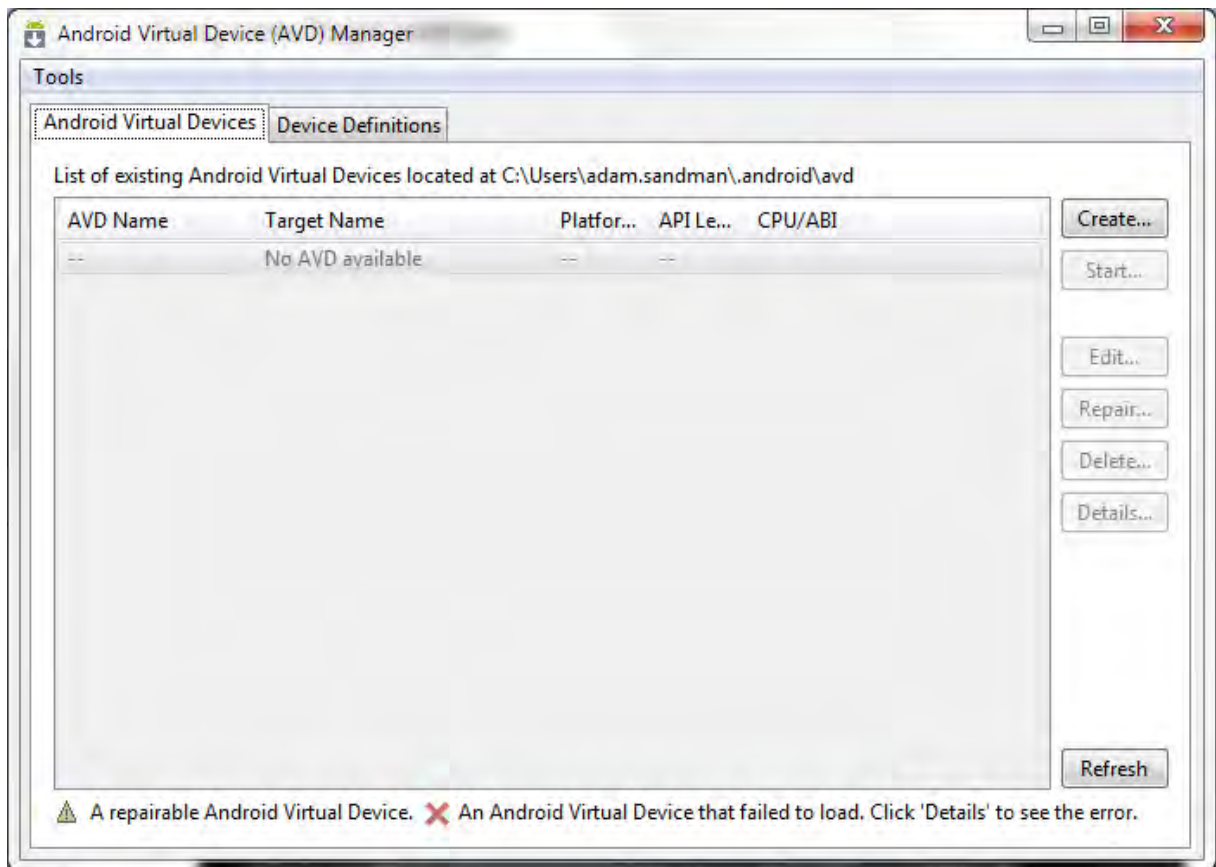 Android Virtual Device (AVD) Manager
Tools
Android Virtual Devices
Device Definitions
List of existing Android Virtual Devices located at C:\Users\adam.sandman\.android\avd
AVD Name Target Name Platfor... API Le... CPU/ABI
-- No AVD available -- --
Create...
Start...
Edit...
Repair...
Delete...
Details...
Refresh
A repairable Android Virtual Device. An Android Virtual Device that failed to load. Click 'Details' to see the error.